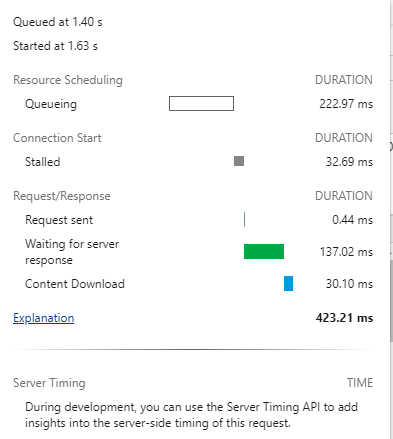 Queued at 1.40 s
Started at 1.63 s
Resource Scheduling DURATION
Queueing 222.97 ms
Connection Start DURATION
Stalled 32.69 ms
Request/Response DURATION
Request sent 0.44 ms
Waiting for server
response 137.02 ms
Content Download 30.10 ms
Explanation 423.21 ms
Server Timing TIME
During development, you can use the Server Timing API to add
insights into the server-side timing of this request.